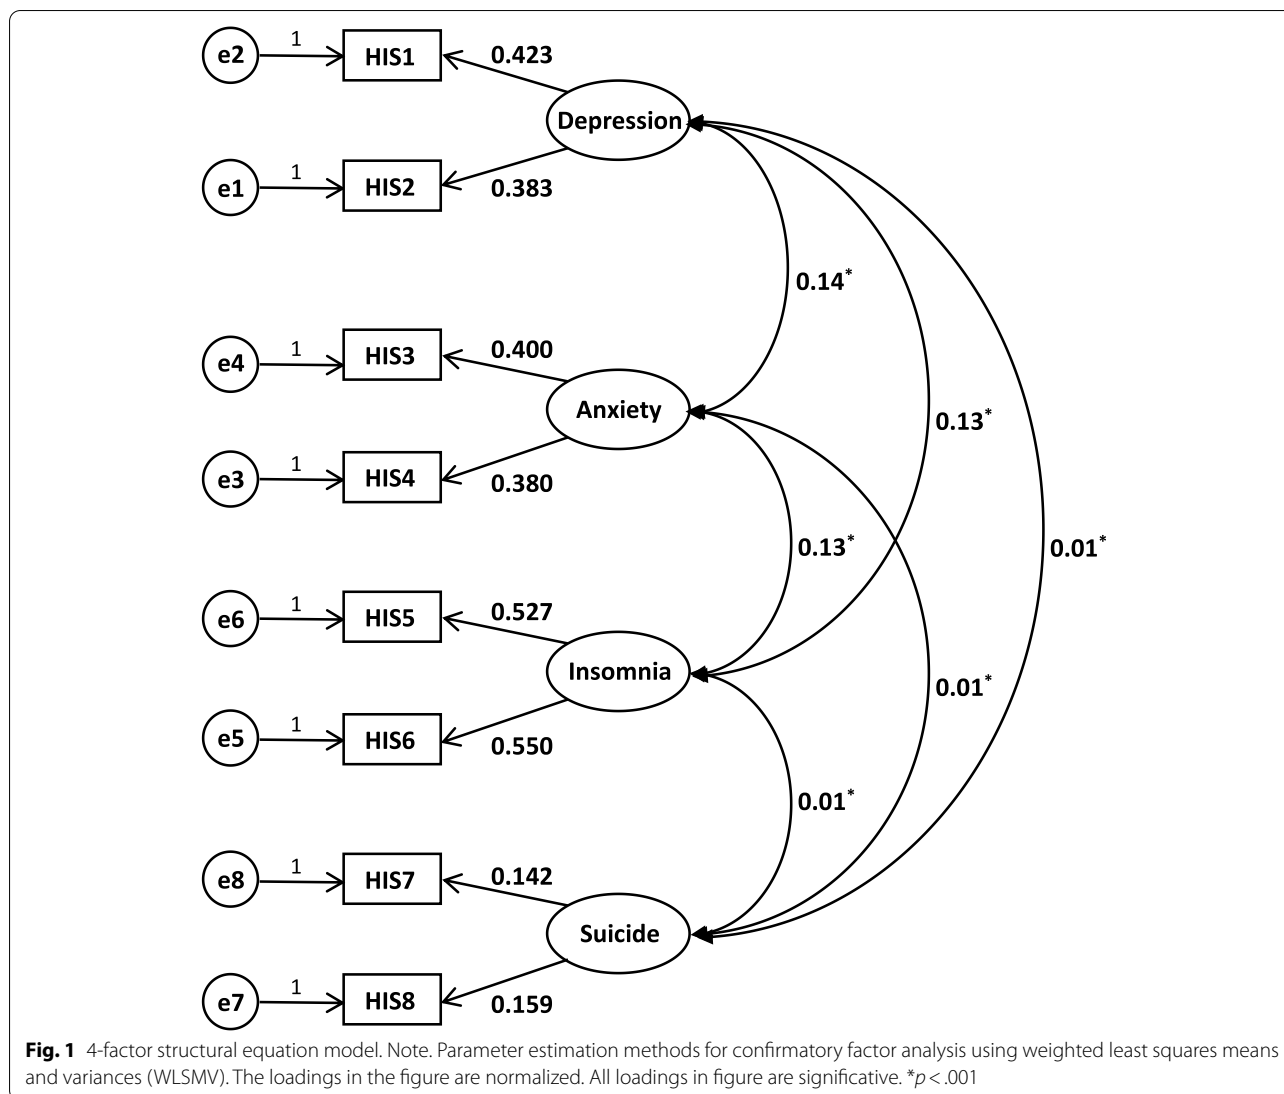 e2 1 HIS1 0.423
Depression
e1 1 HIS2 0.383
0.14*
e4 1 HIS3 0.400
Anxiety
0.13*
e3 1 HIS4 0.380
0.13*
0.01*
e6 1 HIS5 0.527
Insomnia
0.01*
e5 1 HIS6 0.550
0.01*
e8 1 HIS7 0.142
Suicide
e7 1 HIS8 0.159
Fig. 1 4-factor structural equation model. Note. Parameter estimation methods for confirmatory factor analysis using weighted least squares means
and variances (WLSMV). The loadings in the figure are normalized. All loadings in figure are significative. *p < .001